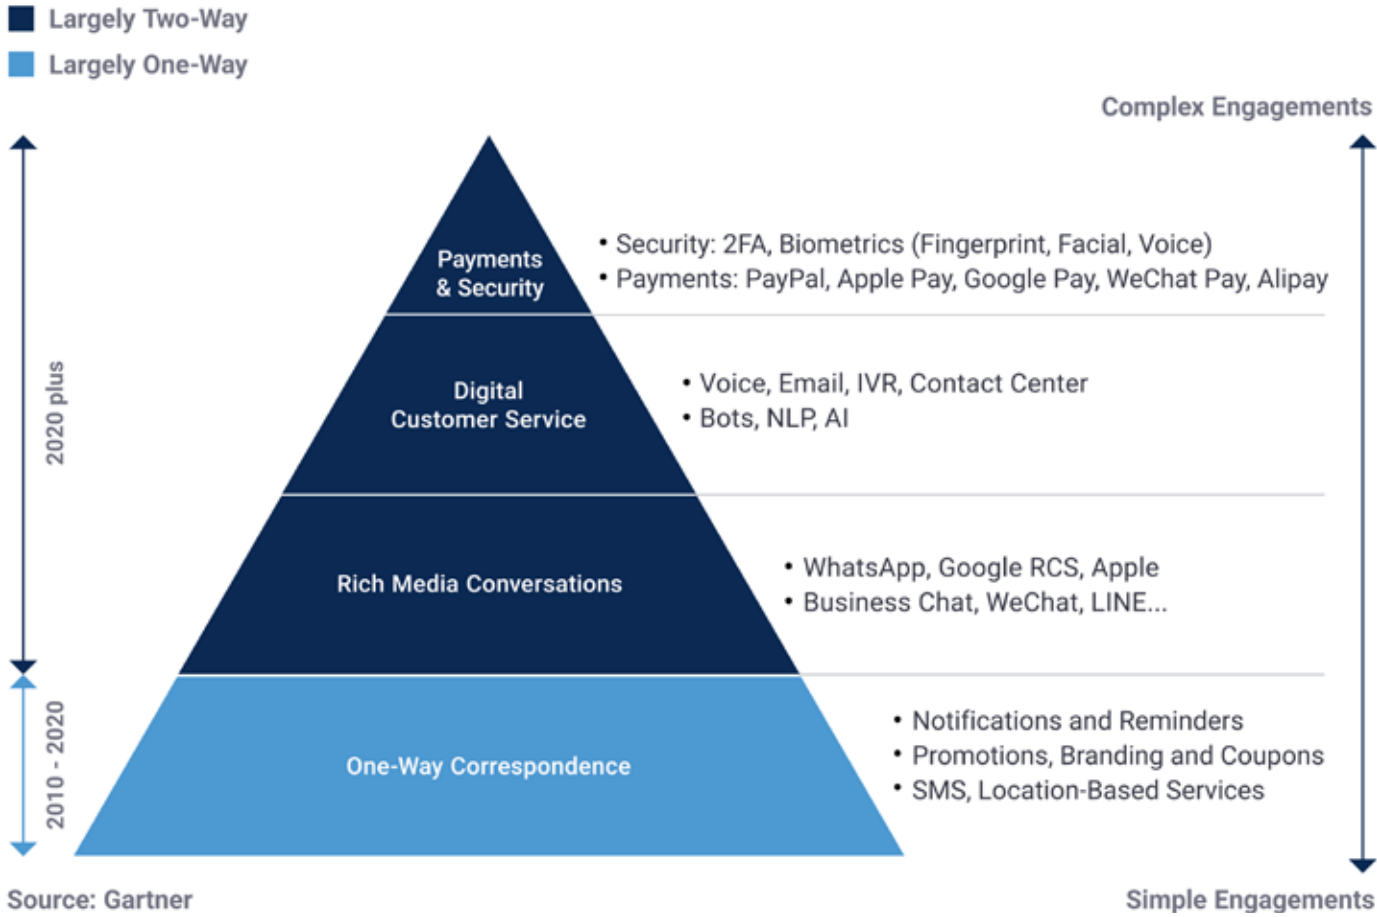 Largely Two-Way
Largely One-Way
Complex Engagements
2020 plus
Payments
& Security
• Security: 2FA, Biometrics (Fingerprint, Facial, Voice)
• Payments: PayPal, Apple Pay, Google Pay, WeChat Pay, Alipay
Digital
Customer Service
• Voice, Email, IVR, Contact Center
• Bots, NLP, AI
Rich Media Conversations
• WhatsApp, Google RCS, Apple
• Business Chat, WeChat, LINE...
2010 - 2020
One-Way Correspondence
• Notifications and Reminders
• Promotions, Branding and Coupons
• SMS, Location-Based Services
Source: Gartner
Simple Engagements